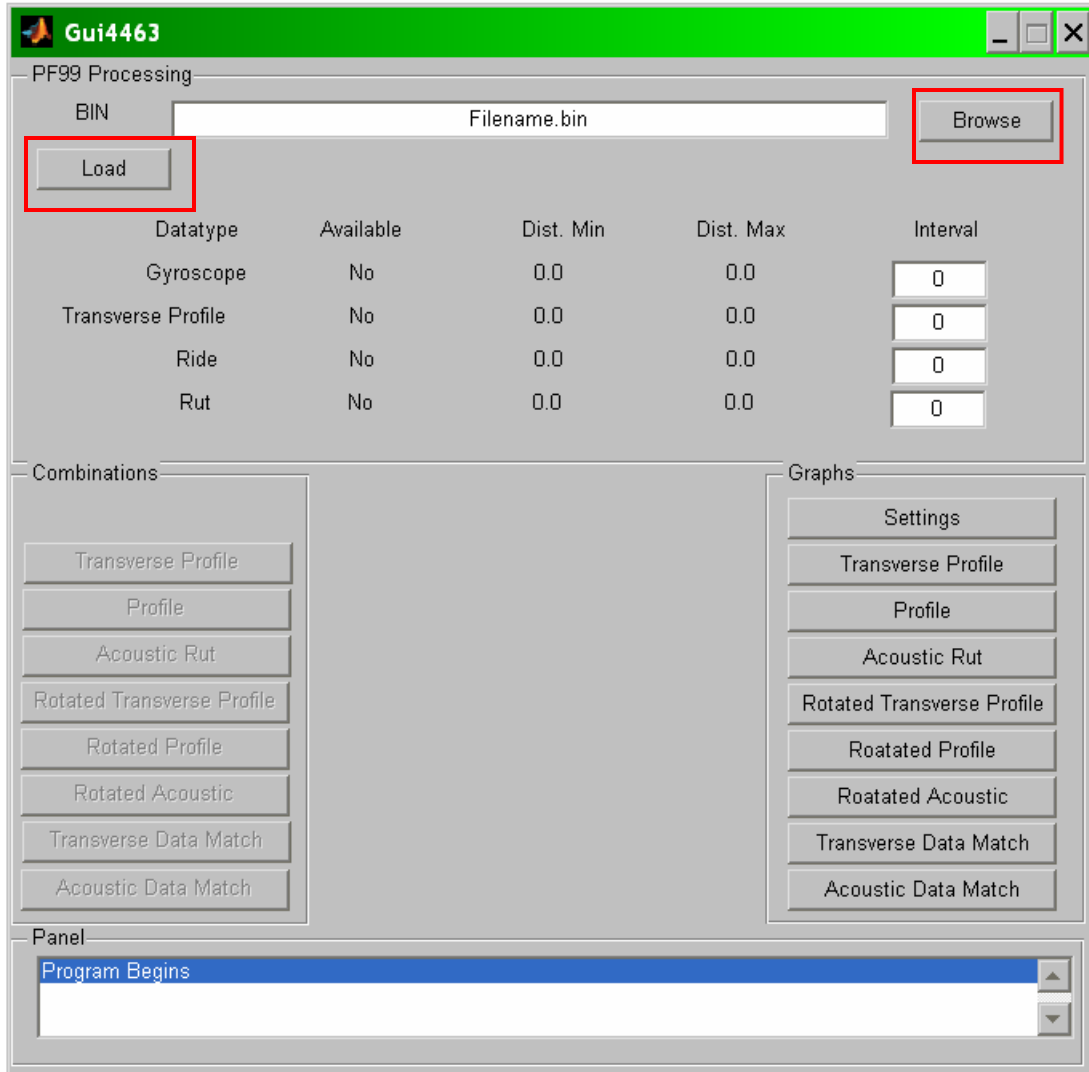 Gui4463
PF99 Processing
BIN Filename.bin Browse
Load
Datatype Available Dist. Min Dist. Max Interval
Gyroscope No 0.0 0.0 0
Transverse Profile No 0.0 0.0 0
Ride No 0.0 0.0 0
Rut No 0.0 0.0 0
Combinations
Transverse Profile
Profile
Acoustic Rut
Rotated Transverse Profile
Rotated Profile
Rotated Acoustic
Transverse Data Match
Acoustic Data Match
Graphs
Settings
Transverse Profile
Profile
Acoustic Rut
Rotated Transverse Profile
Roatated Profile
Roatated Acoustic
Transverse Data Match
Acoustic Data Match
Panel
Program Begins